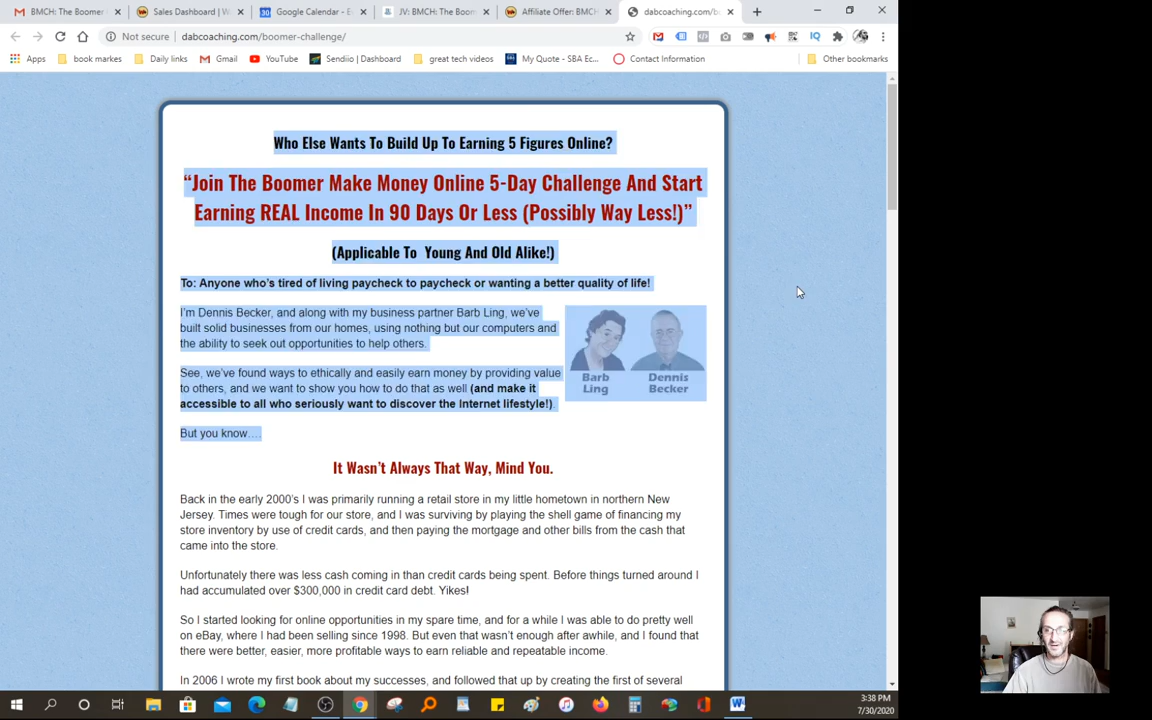 BMCH: The Boomer
Sales Dashboard | W
Google Calendar - E
JV: BMCH: The Boom
Affiliate Offer: BMCH
dabcoaching.com/b
Not secure
dabcoaching.com/boomer-challenge/
Apps
book markes
Daily links
Gmail
YouTube
Sendiio | Dashboard
great tech videos
My Quote - SBA Ec...
Contact Information
Other bookmarks
Who Else Wants To Build Up To Earning 5 Figures Online?
“Join The Boomer Make Money Online 5-Day Challenge And Start
Earning REAL Income In 90 Days Or Less (Possibly Way Less!)”
(Applicable To Young And Old Alike!)
To: Anyone who’s tired of living paycheck to paycheck or wanting a better quality of life!
I’m Dennis Becker, and along with my business partner Barb Ling, we’ve
built solid businesses from our homes, using nothing but our computers and
the ability to seek out opportunities to help others.
See, we’ve found ways to ethically and easily earn money by providing value
to others, and we want to show you how to do that as well (and make it
accessible to all who seriously want to discover the Internet lifestyle!).
Barb
Ling
Dennis
Becker
But you know….
It Wasn’t Always That Way, Mind You.
Back in the early 2000’s I was primarily running a retail store in my little hometown in northern New
Jersey. Times were tough for our store, and I was surviving by playing the shell game of financing my
store inventory by use of credit cards, and then paying the mortgage and other bills from the cash that
came into the store.
Unfortunately there was less cash coming in than credit cards being spent. Before things turned around I
had accumulated over $300,000 in credit card debt. Yikes!
So I started looking for online opportunities in my spare time, and for a while I was able to do pretty well
on eBay, where I had been selling since 1998. But even that wasn’t enough after awhile, and I found that
there were better, easier, more profitable ways to earn reliable and repeatable income.
In 2006 I wrote my first book about my successes, and followed that up by creating the first of several
3:38 PM
7/30/2020